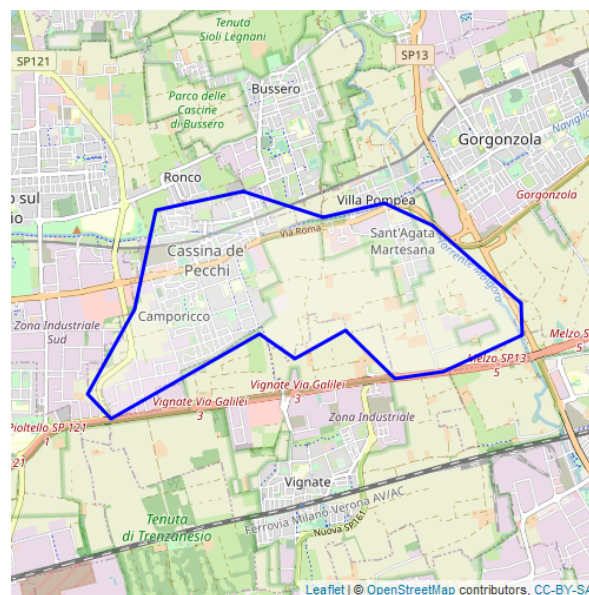 Tenuta
Sioli Legnani
SP121
SP13
Bussero
Parco delle
Cascine
di Bussero
Gorgonzola
Naviglio
Ronco
o sul
io
Villa Pompea
Gorgonzola
Via Roma
Cassina de'
Pecchi
Sant'Agata
Martesana
Torrente Molgora
Camporicco
Zona Industriale
Sud
Melzo S
5
Melzo SP13
5
Vignate Via Galilei
3
Vignate Via Galilei
3
Pioltello SP-121
1
21
Zona Industriale
Vignate
Tenuta
di Trenzanesio
Ferrovia Milano-Verona AV/AC
Nuova SP161
Leaflet | © OpenStreetMap contributors, CC-BY-SA